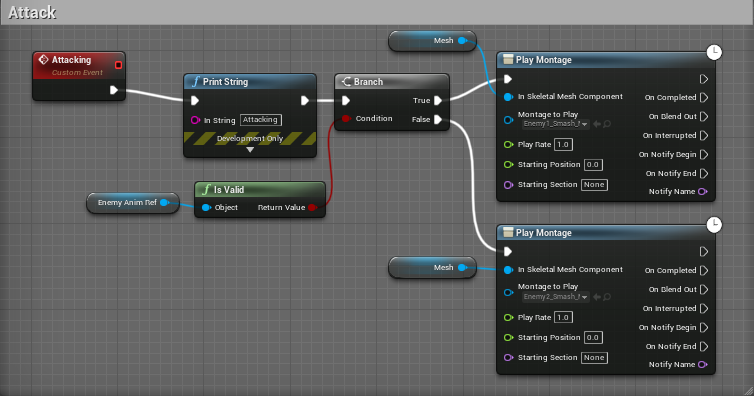 Attack
Attacking
Custom Event
Print String
In String Attacking
Development Only
Enemy Anim Ref
Is Valid
Object Return Value
Branch
True
Condition False
Mesh
Play Montage
In Skeletal Mesh Component On Completed
Montage to Play On Blend Out
Enemy1_Smash_
Play Rate 1.0 On Interrupted
Starting Position 0.0 On Notify Begin
Starting Section None On Notify End
Notify Name
Mesh
Play Montage
In Skeletal Mesh Component On Completed
Montage to Play On Blend Out
Enemy2_Smash_
Play Rate 1.0 On Interrupted
Starting Position 0.0 On Notify Begin
Starting Section None On Notify End
Notify Name